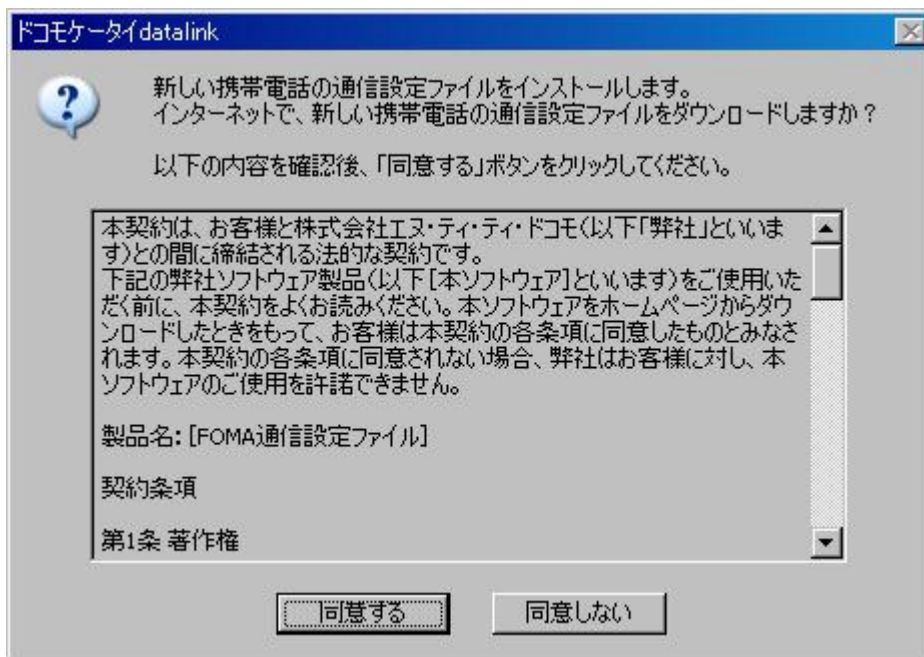 ドコモケータイdatalink
新しい携帯電話の通信設定ファイルをインストールします。
インターネットで、新しい携帯電話の通信設定ファイルをダウンロードしますか？
以下の内容を確認後、「同意する」ボタンをクリックしてください。
本契約は、お客様と株式会社エヌ・ティ・ティ・ドコモ(以下「弊社」といいま
す)との間に締結される法的な契約です。
下記の弊社ソフトウェア製品(以下[本ソフトウェア]といいます)をご使用いた
だく前に、本契約をよくお読みください。本ソフトウェアをホームページからダウ
ンロードしたときをもって、お客様は本契約の各条項に同意したものとみなさ
れます。本契約の各条項に同意されない場合、弊社はお客様に対し、本
ソフトウェアのご使用を許諾できません。
製品名：[FOMA通信設定ファイル]
契約条項
第1条 著作権
同意する
同意しない